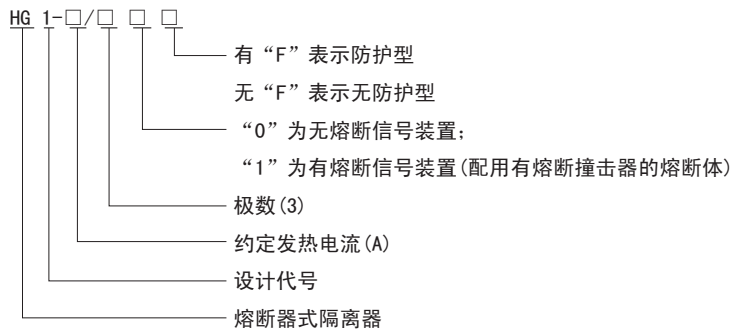 HG 1-□/□ □ □
有“F”表示防护型
无“F”表示无防护型
“0”为无熔断信号装置;
“1”为有熔断信号装置(配用有熔断撞击器的熔断体)
极数(3)
约定发热电流(A)
设计代号
熔断器式隔离器